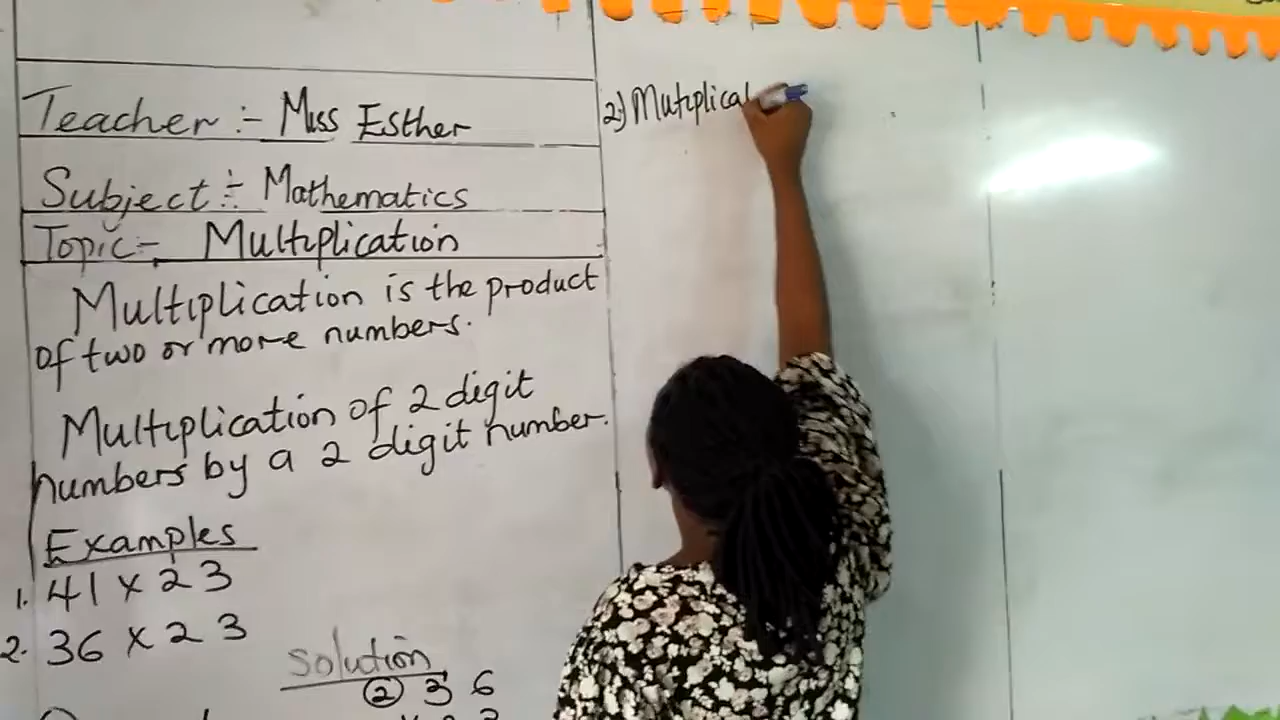 Teacher :- Miss Esther
Subject :- Mathematics
Topic:- Multiplication
Multiplication is the product
of two or more numbers.
Multiplication of 2 digit
numbers by a 2 digit number.
Examples
1. 41 x 23
2. 36 x 23
Solution
② 3 6
x 2 3
2) Mutiplicat